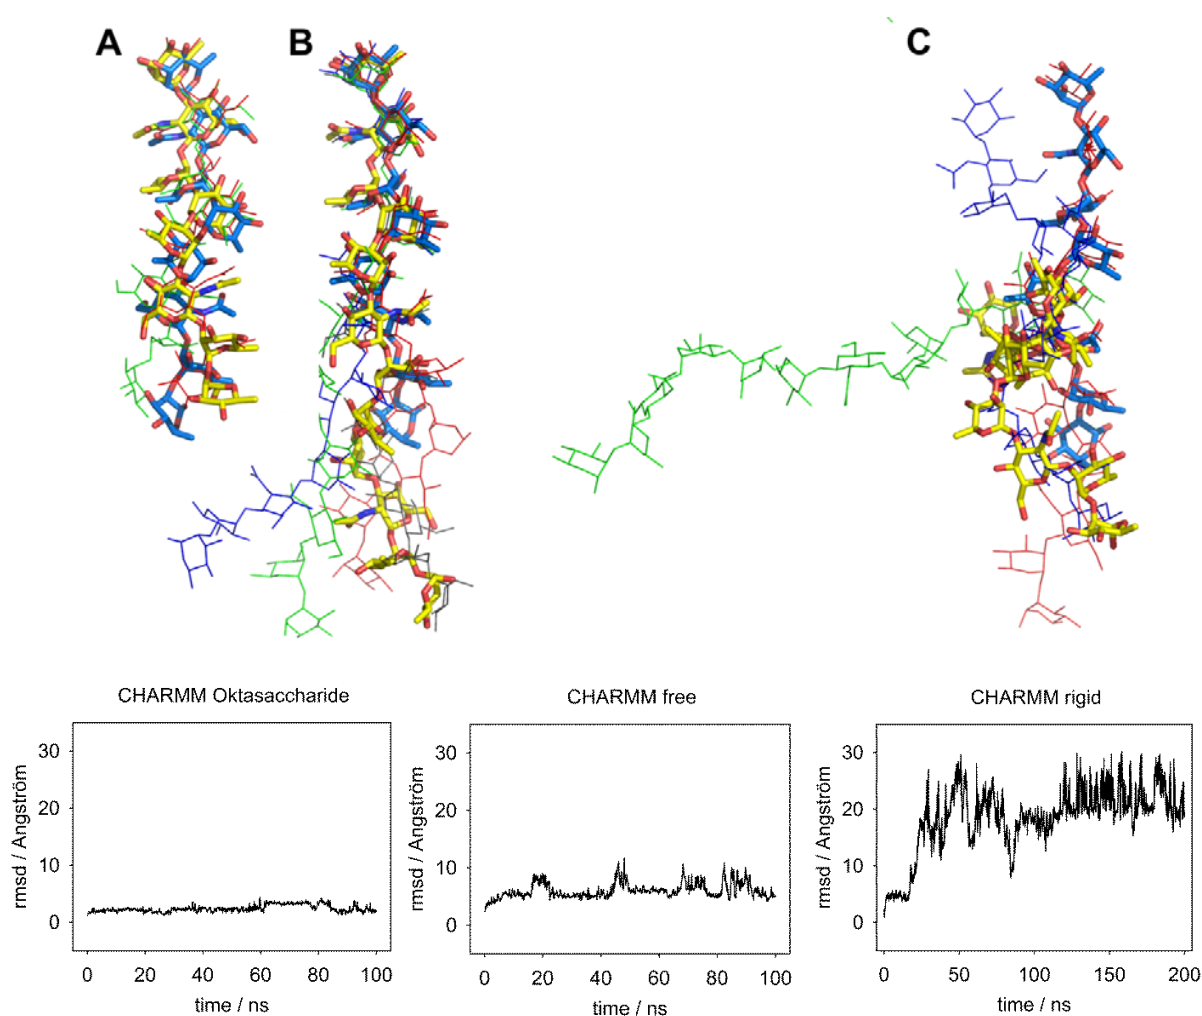 A B C
CHARMM Oktasaccharide
CHARMM free
CHARMM rigid
rmsd / Angström
30
20
10
0
0 20 40 60 80 100
time / ns
rmsd / Angström
30
20
10
0
0 20 40 60 80 100
time / ns
rmsd / Angström
30
20
10
0
0 50 100 150 200
time / ns